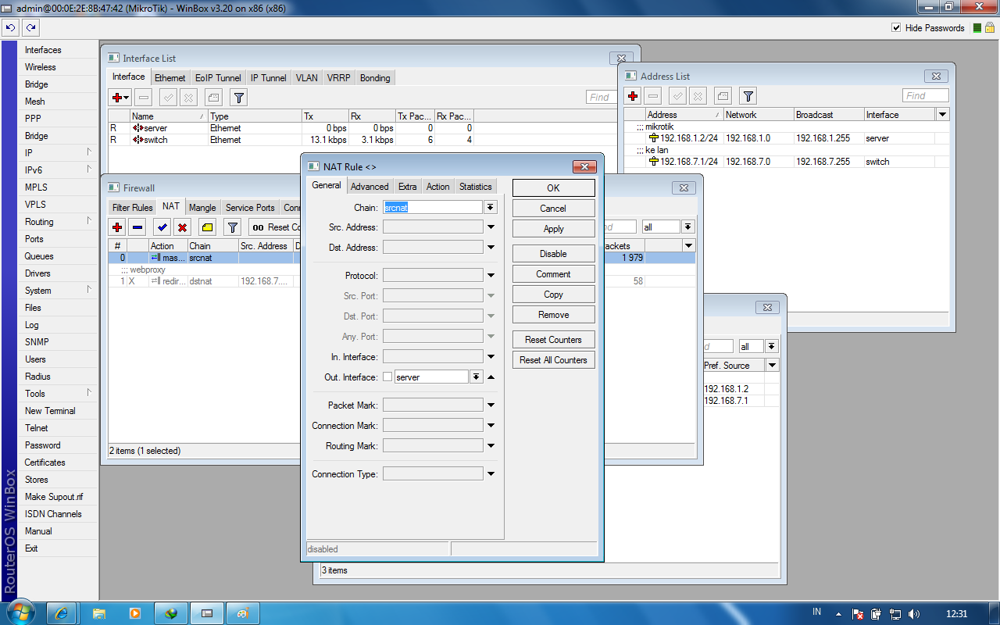 admin@00:0E:2E:8B:47:42 (MikroTik) - WinBox v3.20 on x86 (x86)
Hide Passwords
RouterOS WinBox
Interfaces
Wireless
Bridge
Mesh
PPP
Bridge
IP
IPv6
MPLS
VPLS
Routing
Ports
Queues
Drivers
System
Files
Log
SNMP
Users
Radius
Tools
New Terminal
Telnet
Password
Certificates
Stores
Make Supout.rif
ISDN Channels
Manual
Exit
Interface List
Interface Ethernet EoIP Tunnel IP Tunnel VLAN VRRP Bonding
Find
Name Type Tx Rx Tx Pac... Rx Pac...
R server Ethernet 0 bps 0 bps 0 0
R switch Ethernet 13.1 kbps 3.1 kbps 6 4
Address List
Find
Address Network Broadcast Interface
;;; mikrotik
192.168.1.2/24 192.168.1.0 192.168.1.255 server
;;; ke lan
192.168.7.1/24 192.168.7.0 192.168.7.255 switch
Firewall
Filter Rules NAT Mangle Service Ports
00 Reset
all
# Action Chain Src. Address
0 mas... srcnat 1 979
;;; webproxy
1 X redir... dstnat 192.168.7.... 58
2 items (1 selected)
NAT Rule <>
General Advanced Extra Action Statistics
Chain: srcnat
Src. Address:
Dst. Address:
Protocol:
Src. Port:
Dst. Port:
Any. Port:
In. Interface:
Out. Interface: server
Packet Mark:
Connection Mark:
Routing Mark:
Connection Type:
OK
Cancel
Apply
Disable
Comment
Copy
Remove
Reset Counters
Reset All Counters
disabled
all
Pref. Source
192.168.1.2
192.168.7.1
3 items
IN 12:31